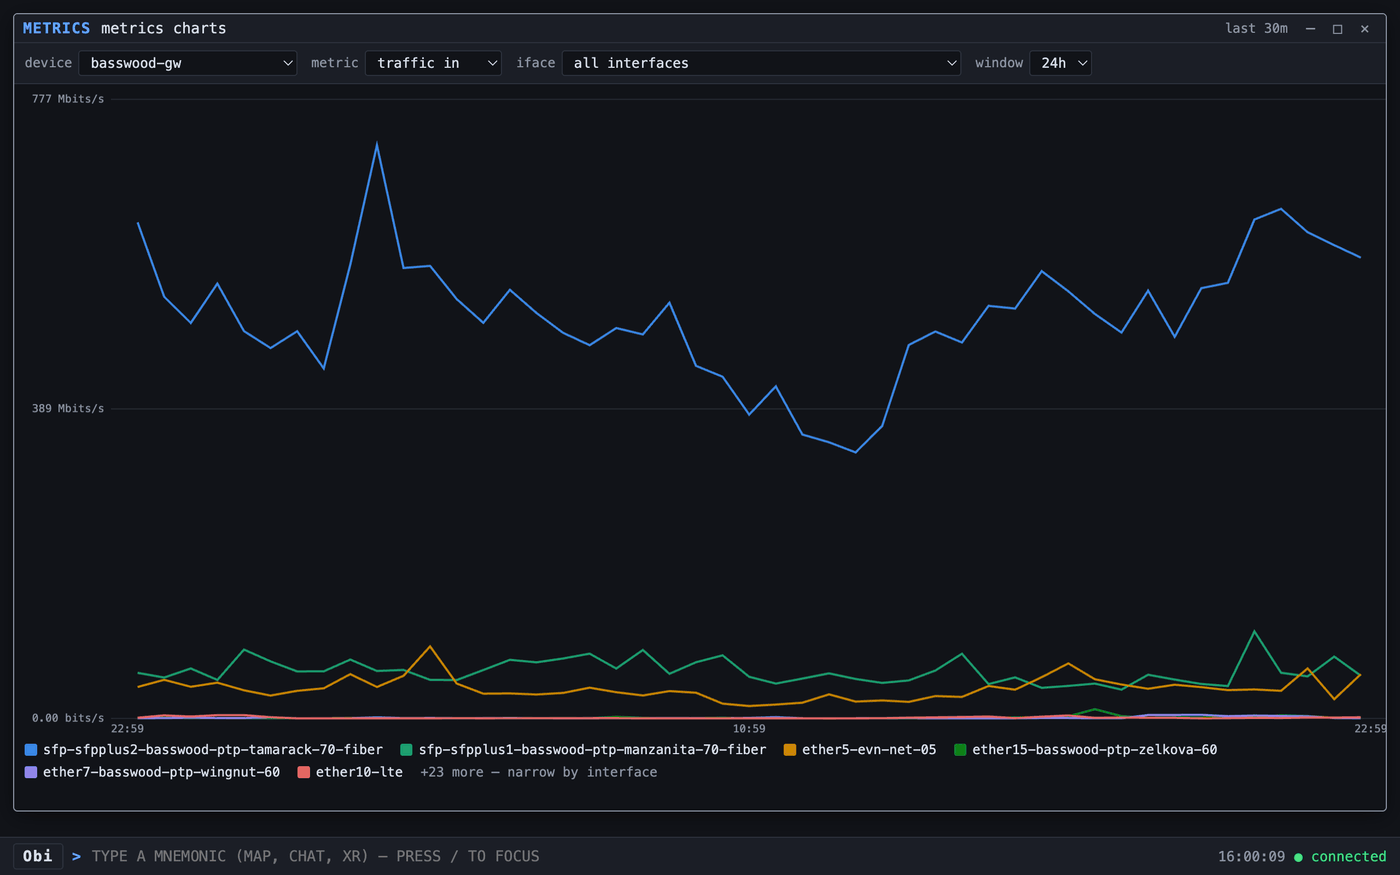 METRICS metrics charts last 30m
device basswood-gw metric traffic in iface all interfaces window 24h
777 Mbits/s
389 Mbits/s
0.00 bits/s
22:59 10:59 22:59
sfp-sfpplus2-basswood-ptp-tamarack-70-fiber sfp-sfpplus1-basswood-ptp-manzanita-70-fiber ether5-evn-net-05 ether15-basswood-ptp-zelkova-60
ether7-basswood-ptp-wingnut-60 ether10-lte +23 more — narrow by interface
Obi > TYPE A MNEMONIC (MAP, CHAT, XR) — PRESS / TO FOCUS 16:00:09 ● connected